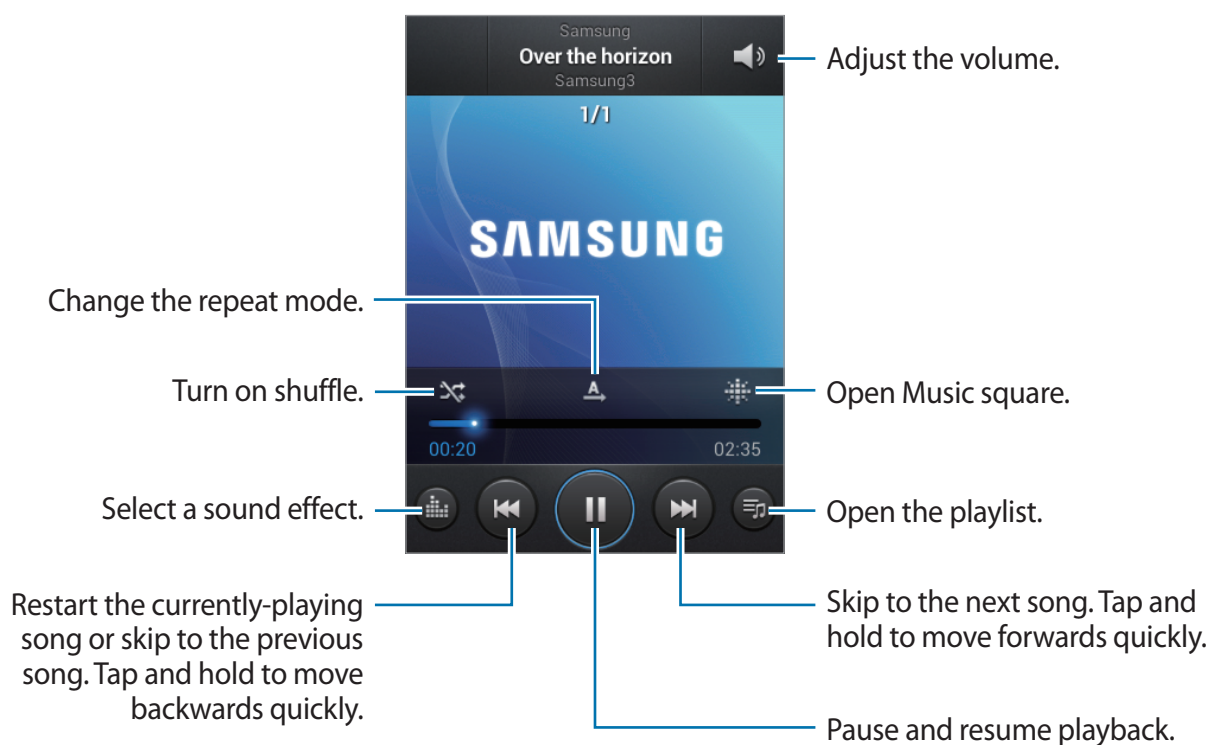 Samsung
Over the horizon
Samsung3
Adjust the volume.
1/1
SAMSUNG
Change the repeat mode.
A
Turn on shuffle.
Open Music square.
00:20
02:35
Select a sound effect.
Open the playlist.
Restart the currently-playing
song or skip to the previous
song. Tap and hold to move
backwards quickly.
Skip to the next song. Tap and
hold to move forwards quickly.
Pause and resume playback.